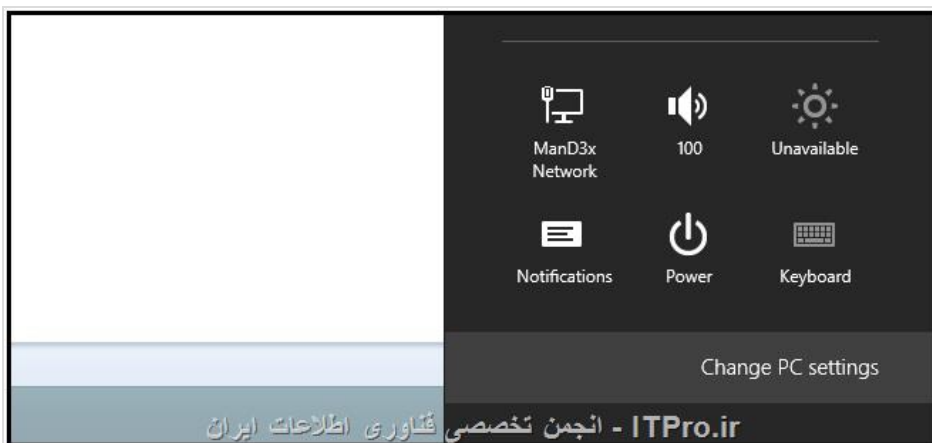 ManD3x
Network
100
Unavailable
Notifications
Power
Keyboard
Change PC settings
ITPro.ir - انجمن تخصصی فناوری اطلاعات ایران